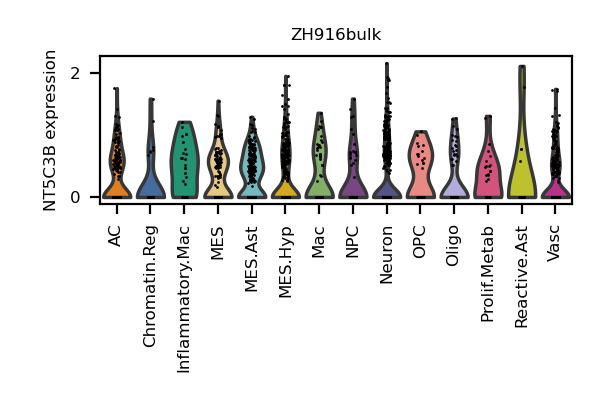 ZH916bulk
NT5C3B expression
2
0
AC
Chromatin.Reg
Inflammatory.Mac
MES
MES.Ast
MES.Hyp
Mac
NPC
Neuron
OPC
Oligo
Prolif.Metab
Reactive.Ast
Vasc